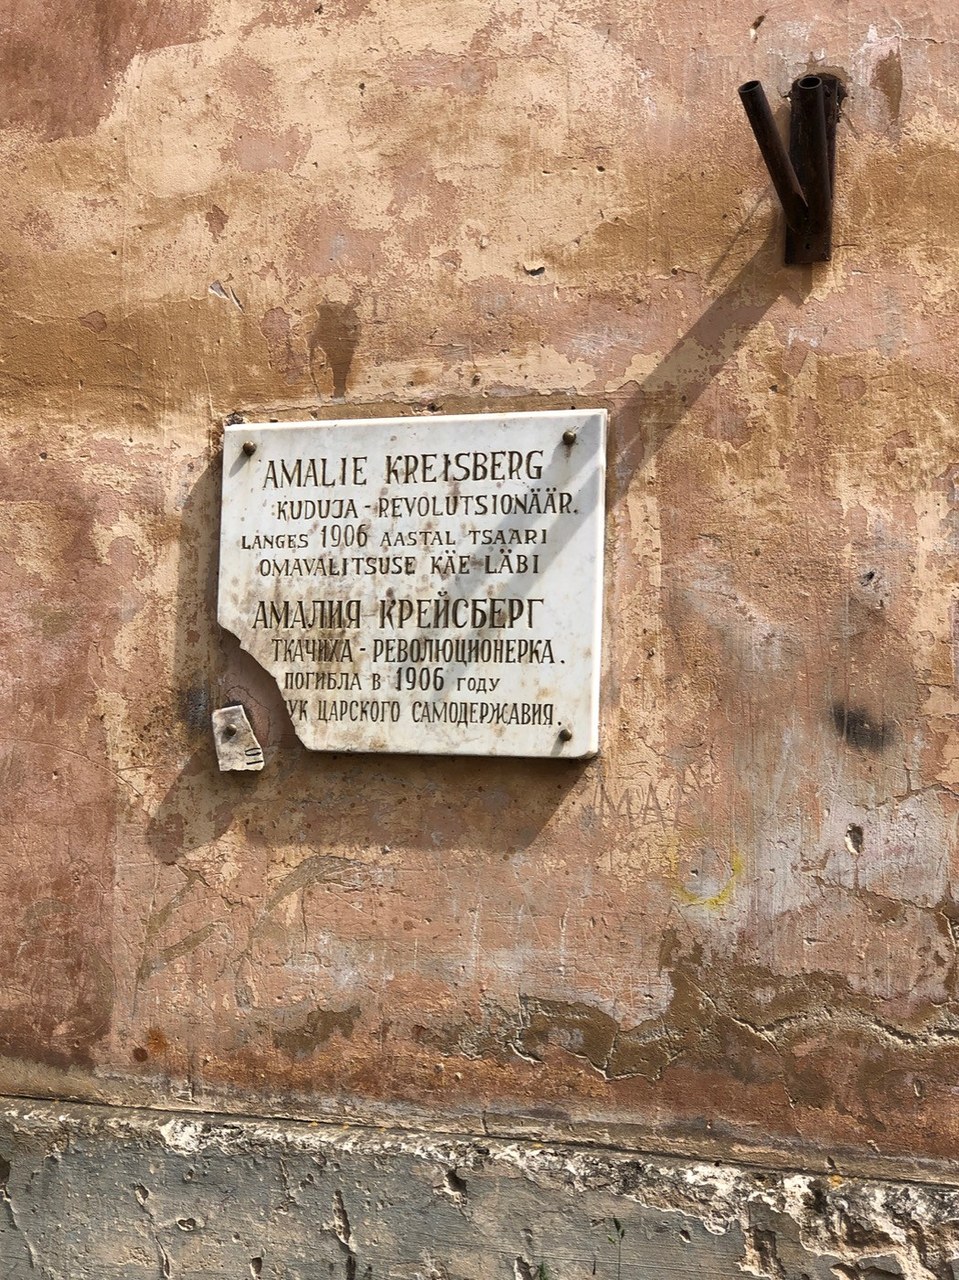 AMALIE KREISBERG
KUDUJA-REVOLUTSIONÄÄR.
LANGES 1906 AASTAL TSAARI
OMAVALITSUSE KÄE LÄBI
АМАЛИЯ КРЕЙСБЕРГ
ТКАЧИХА-РЕВОЛЮЦИОНЕРКА.
ПОГИБЛА В 1906 ГОДУ
УК ЦАРСКОГО САМОДЕРЖАВИЯ.
МАЯ